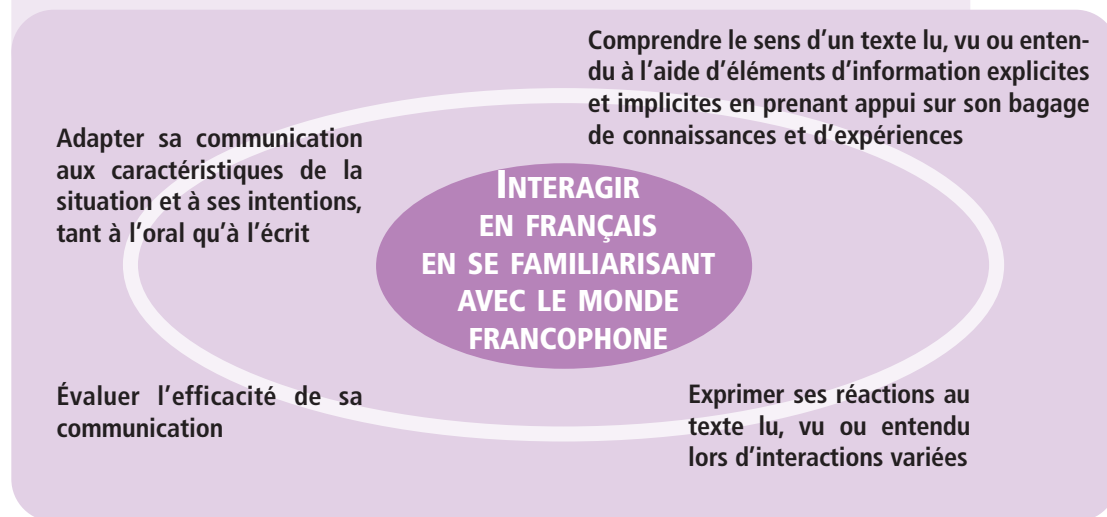 Comprendre le sens d'un texte lu, vu ou enten-
du à l'aide d'éléments d'information explicites
et implicites en prenant appui sur son bagage
de connaissances et d'expériences
Adapter sa communication
aux caractéristiques de la
situation et à ses intentions,
tant à l'oral qu'à l'écrit
INTERAGIR
EN FRANÇAIS
EN SE FAMILIARISANT
AVEC LE MONDE
FRANCOPHONE
Évaluer l'efficacité de sa
communication
Exprimer ses réactions au
texte lu, vu ou entendu
lors d'interactions variées